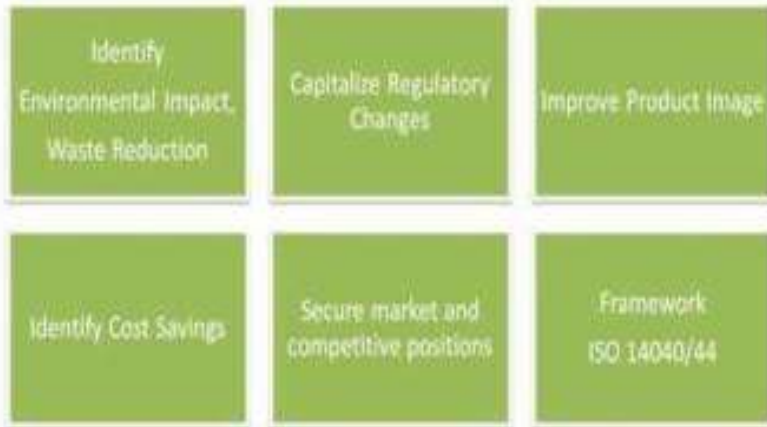 Identify
Environmental Impact,
Waste Reduction
Capitalize Regulatory
Changes
Improve Product Image
Identify Cost Savings
Secure market and
competitive positions
Framework
ISO 14040/44